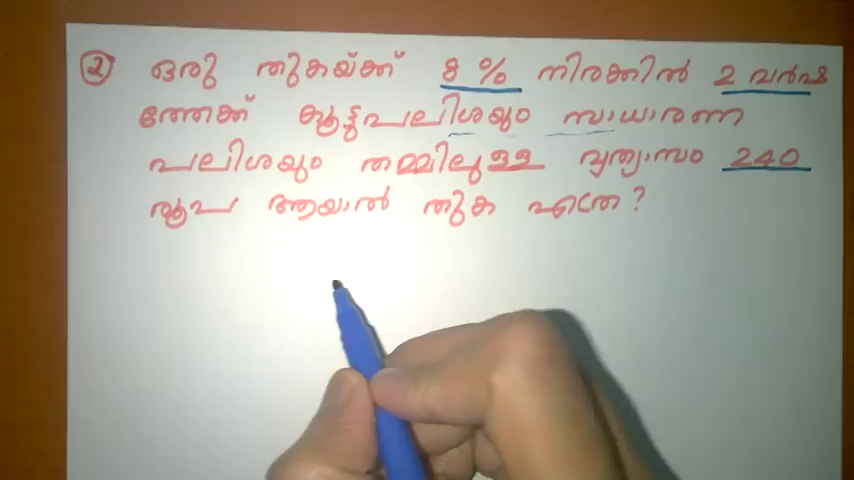 ② ഒരു തുകയ്ക്ക് 8 % നിരക്കിൽ 2 വർഷ
ത്തേക്ക് കൂട്ടുപലിശയും സാധാരണ
പലിശയും തമ്മിലുള്ള വ്യത്യാസം 240
രൂപ ആയാൽ തുക എത്ര?